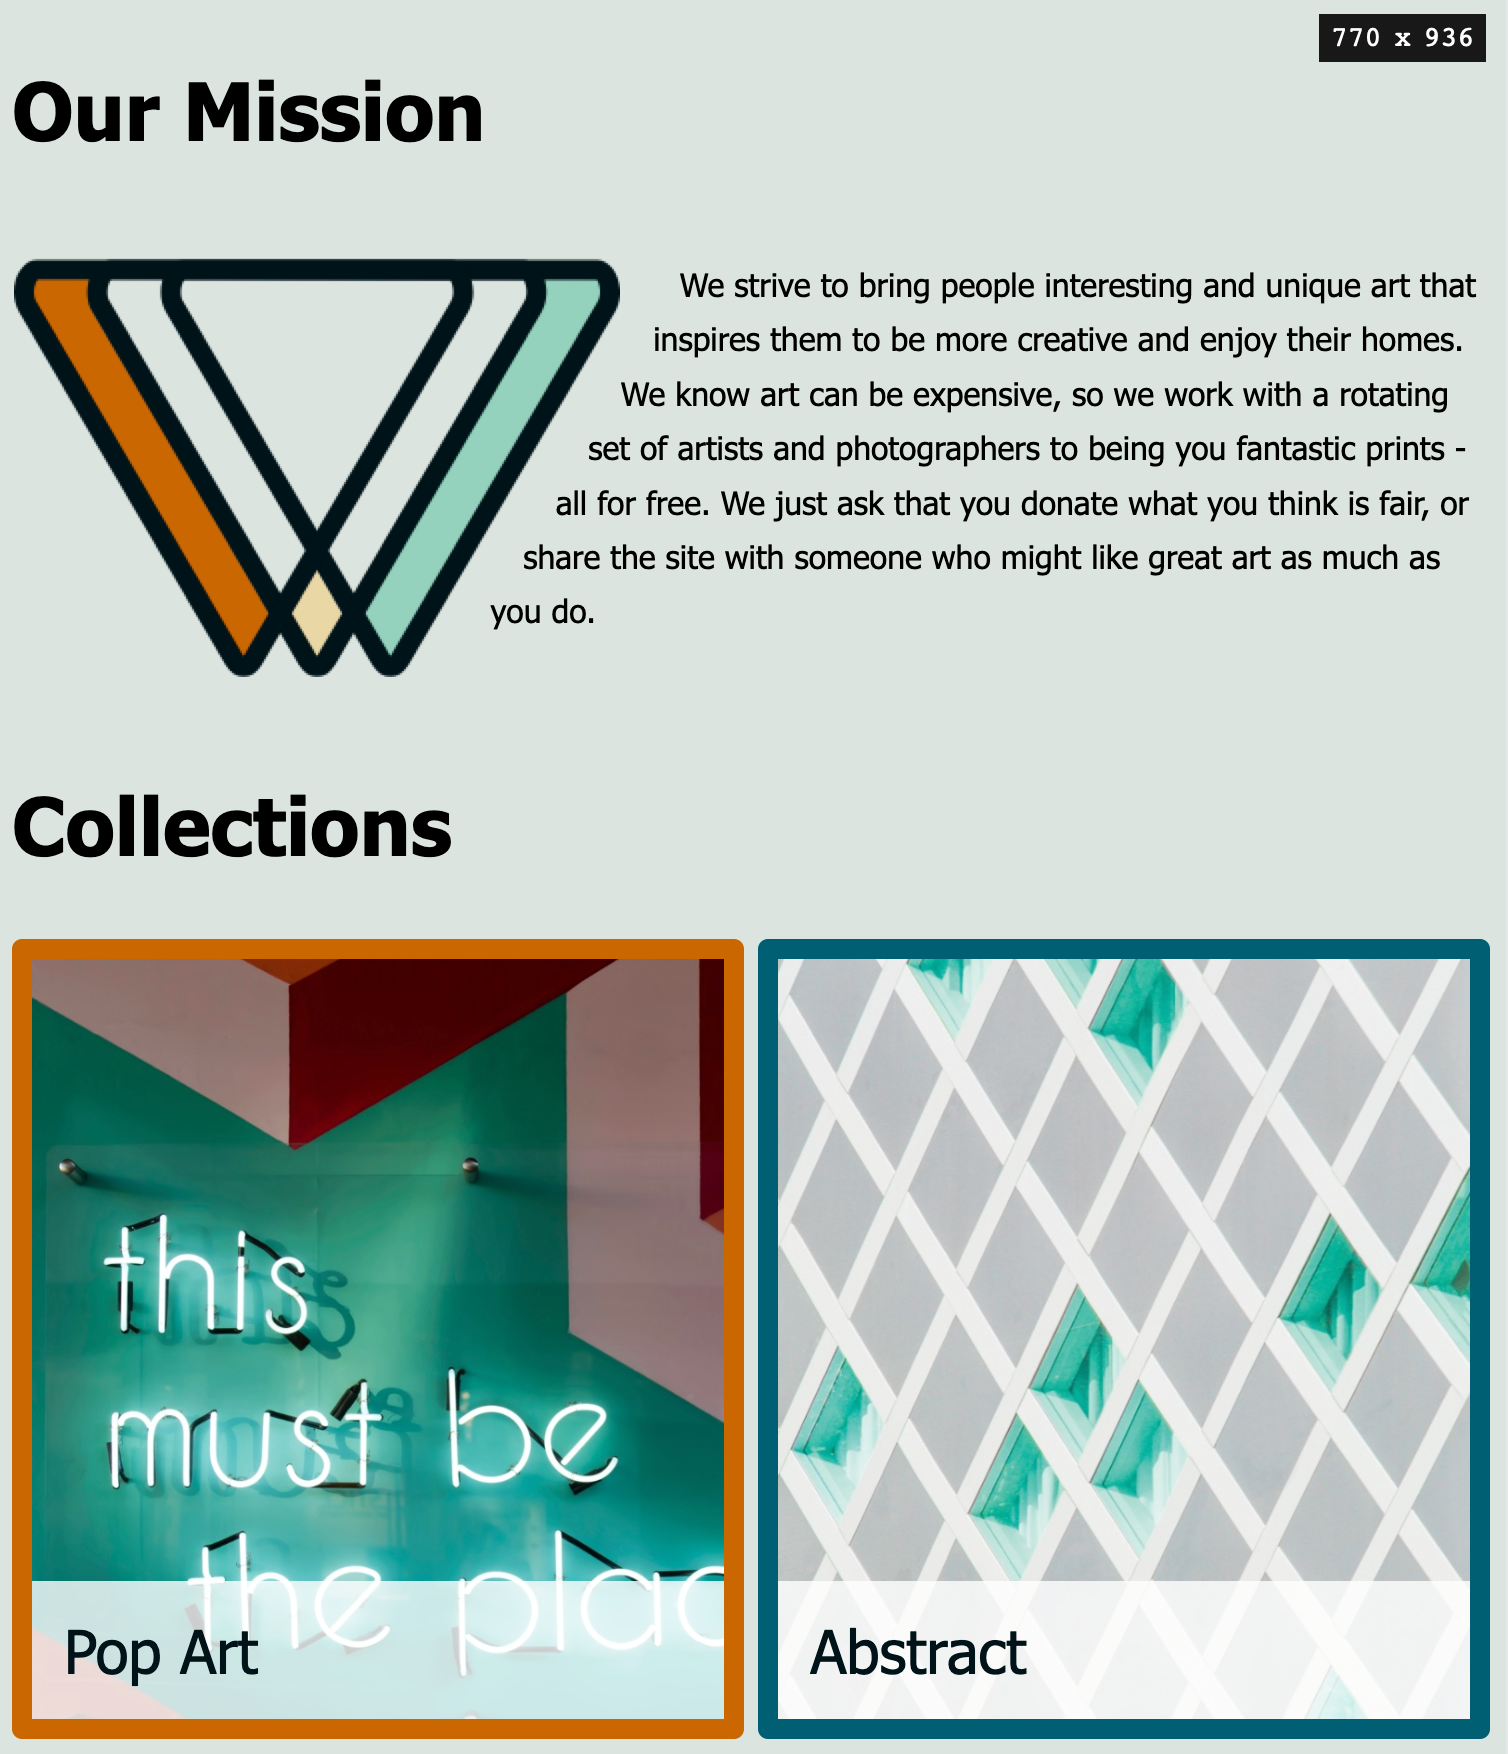 770 x 936
Our Mission
We strive to bring people interesting and unique art that
inspires them to be more creative and enjoy their homes.
We know art can be expensive, so we work with a rotating
set of artists and photographers to being you fantastic prints -
all for free. We just ask that you donate what you think is fair, or
share the site with someone who might like great art as much as
you do.
Collections
this
must be
the plac
Pop Art
Abstract